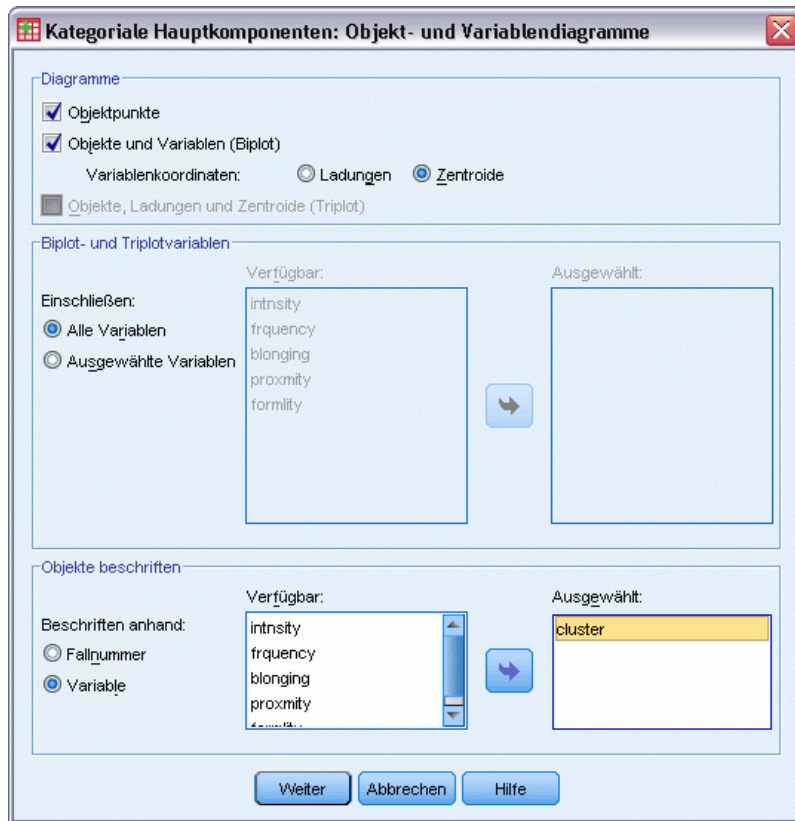 Kategoriale Hauptkomponenten: Objekt- und Variablendiagramme
Diagramme
Objektpunkte
Objekte und Variablen (Biplot)
Variablenkoordinaten: Ladungen Zentroide
Objekte, Ladungen und Zentroide (Triplot)
Biplot- und Triplotvariablen
Verfügbar: Ausgewählt:
Einschließen:
Alle Variablen
Ausgewählte Variablen
intnsity
frquency
blonging
proxmity
formlity
Objekte beschriften
Verfügbar: Ausgewählt:
Beschriften anhand:
Fallnummer
Variable
intnsity
frquency
blonging
proxmity
cluster
Weiter Abbrechen Hilfe